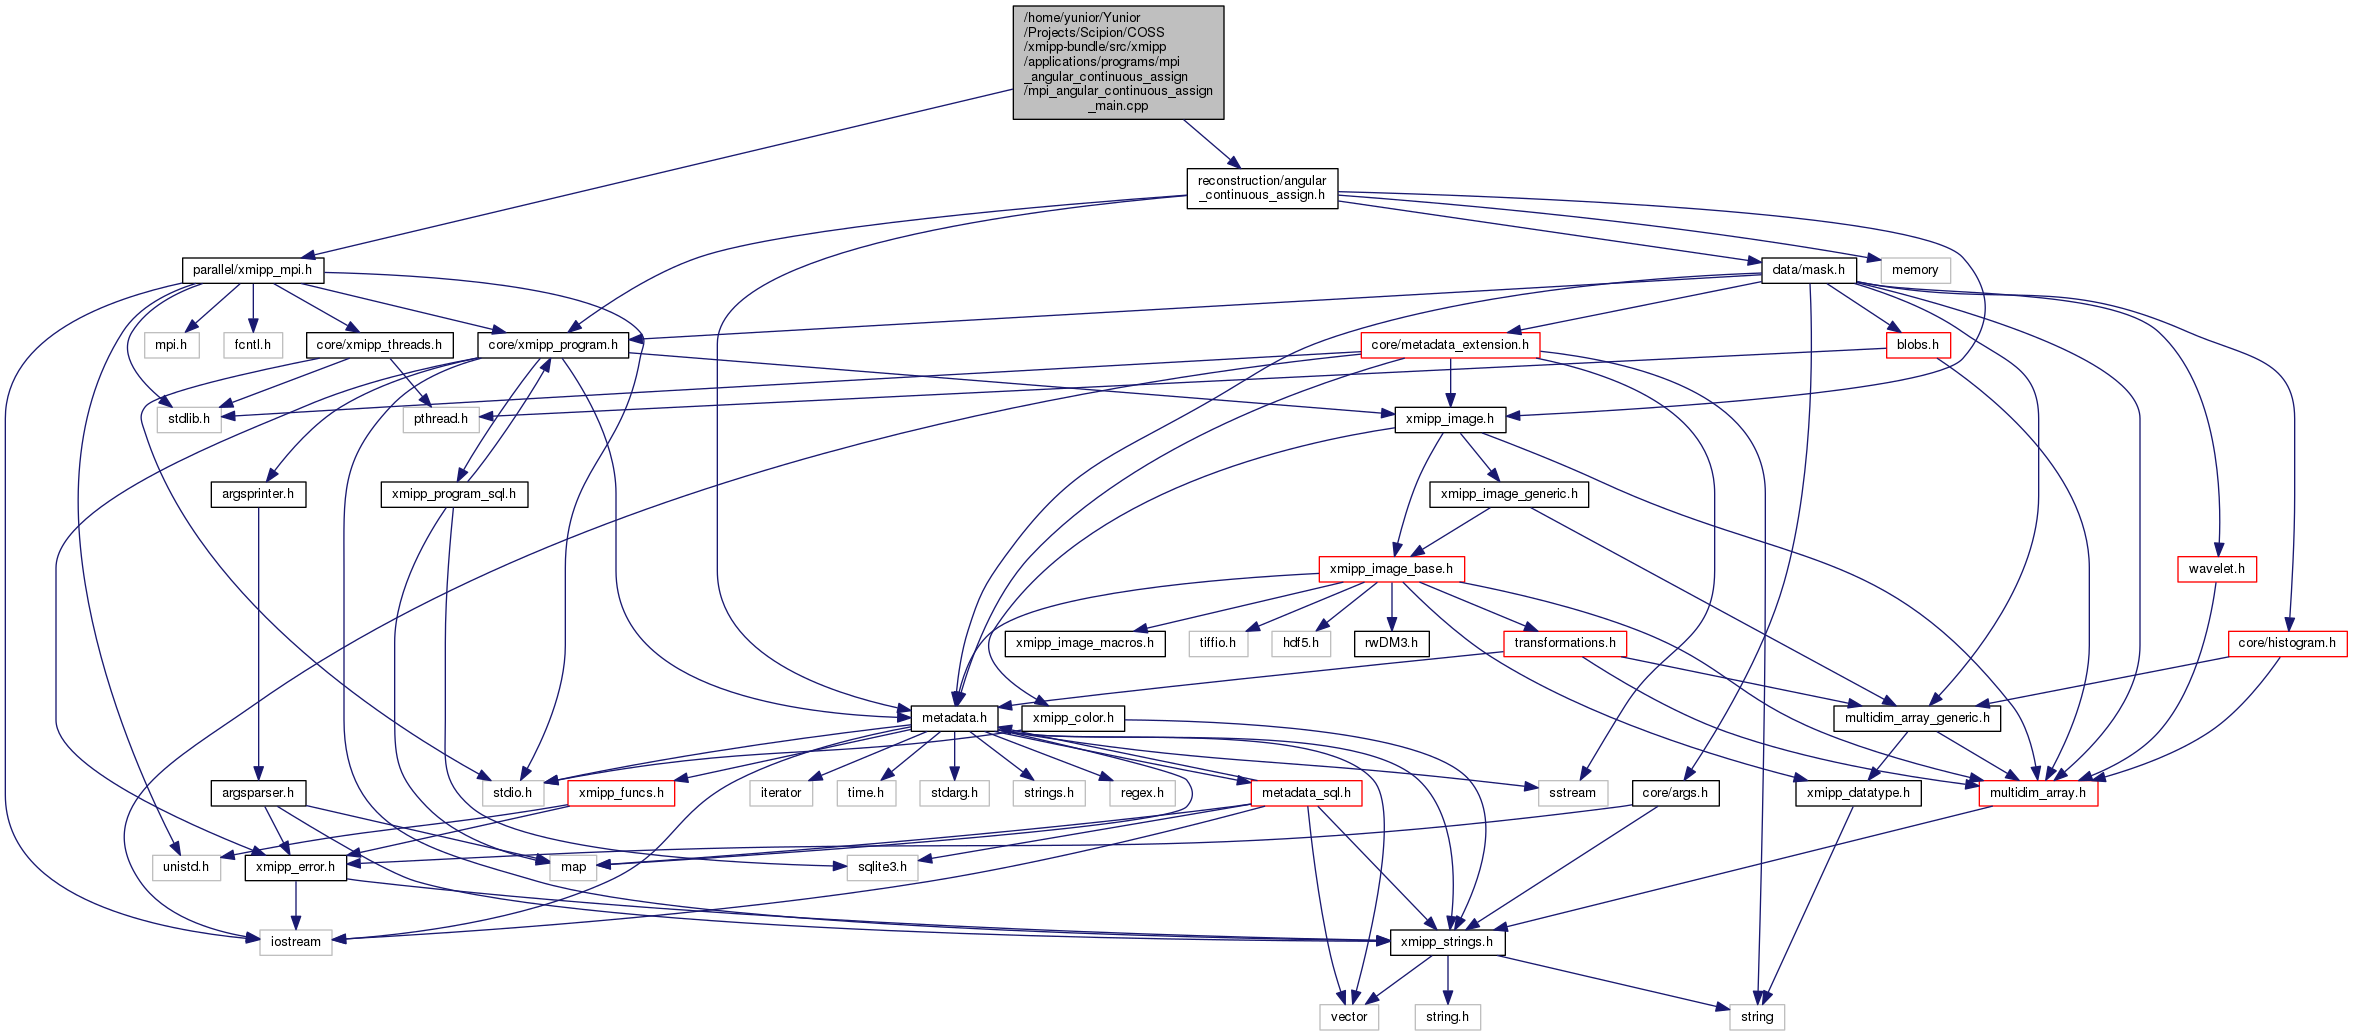 /home/yunior/Yunior
/Projects/Scipion/COSS
/xmipp-bundle/src/xmipp
/applications/programs/mpi
_angular_continuous_assign
/mpi_angular_continuous_assign
_main.cpp
reconstruction/angular
_continuous_assign.h
parallel/xmipp_mpi.h
data/mask.h
memory
mpi.h
fcntl.h
core/xmipp_threads.h
core/xmipp_program.h
core/metadata_extension.h
blobs.h
stdlib.h
pthread.h
xmipp_image.h
argsprinter.h
xmipp_program_sql.h
xmipp_image_generic.h
xmipp_image_base.h
wavelet.h
xmipp_image_macros.h
tiffio.h
hdf5.h
rwDM3.h
transformations.h
core/histogram.h
metadata.h
xmipp_color.h
multidim_array_generic.h
argsparser.h
stdio.h
xmipp_funcs.h
iterator
time.h
stdarg.h
strings.h
regex.h
metadata_sql.h
sstream
core/args.h
xmipp_datatype.h
multidim_array.h
unistd.h
xmipp_error.h
map
sqlite3.h
iostream
xmipp_strings.h
vector
string.h
string